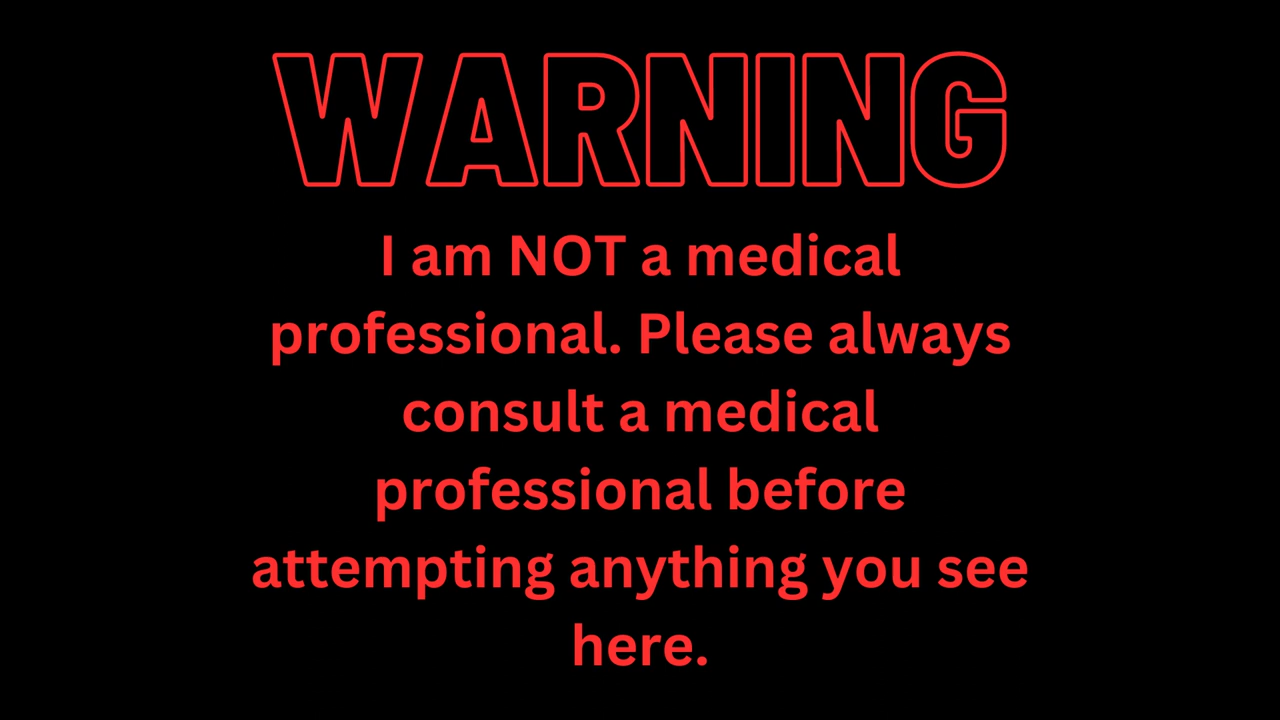 WARNING
I am NOT a medical
professional. Please always
consult a medical
professional before
attempting anything you see
here.